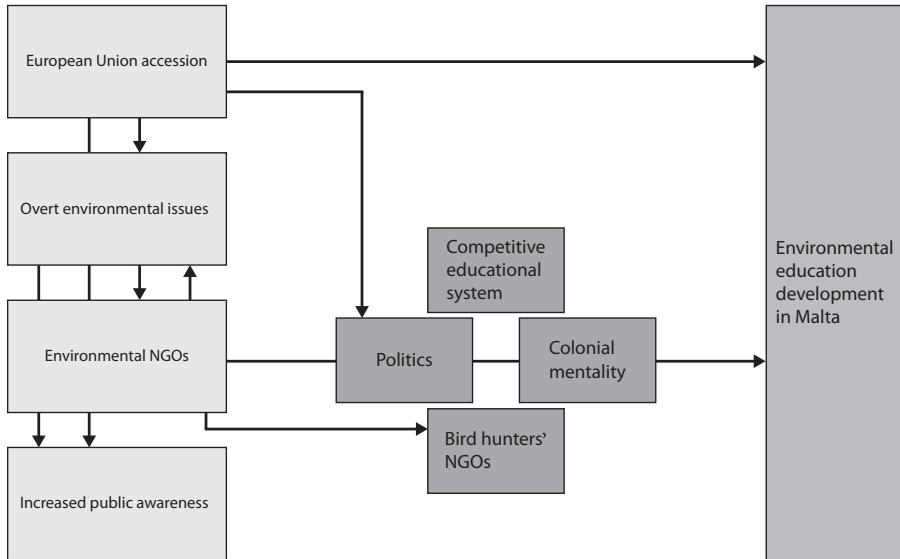 European Union accession
Overt environmental issues
Environmental NGOs
Increased public awareness
Competitive
educational
system
Politics
Colonial
mentality
Bird hunters’
NGOs
Environmental
education
development
in Malta